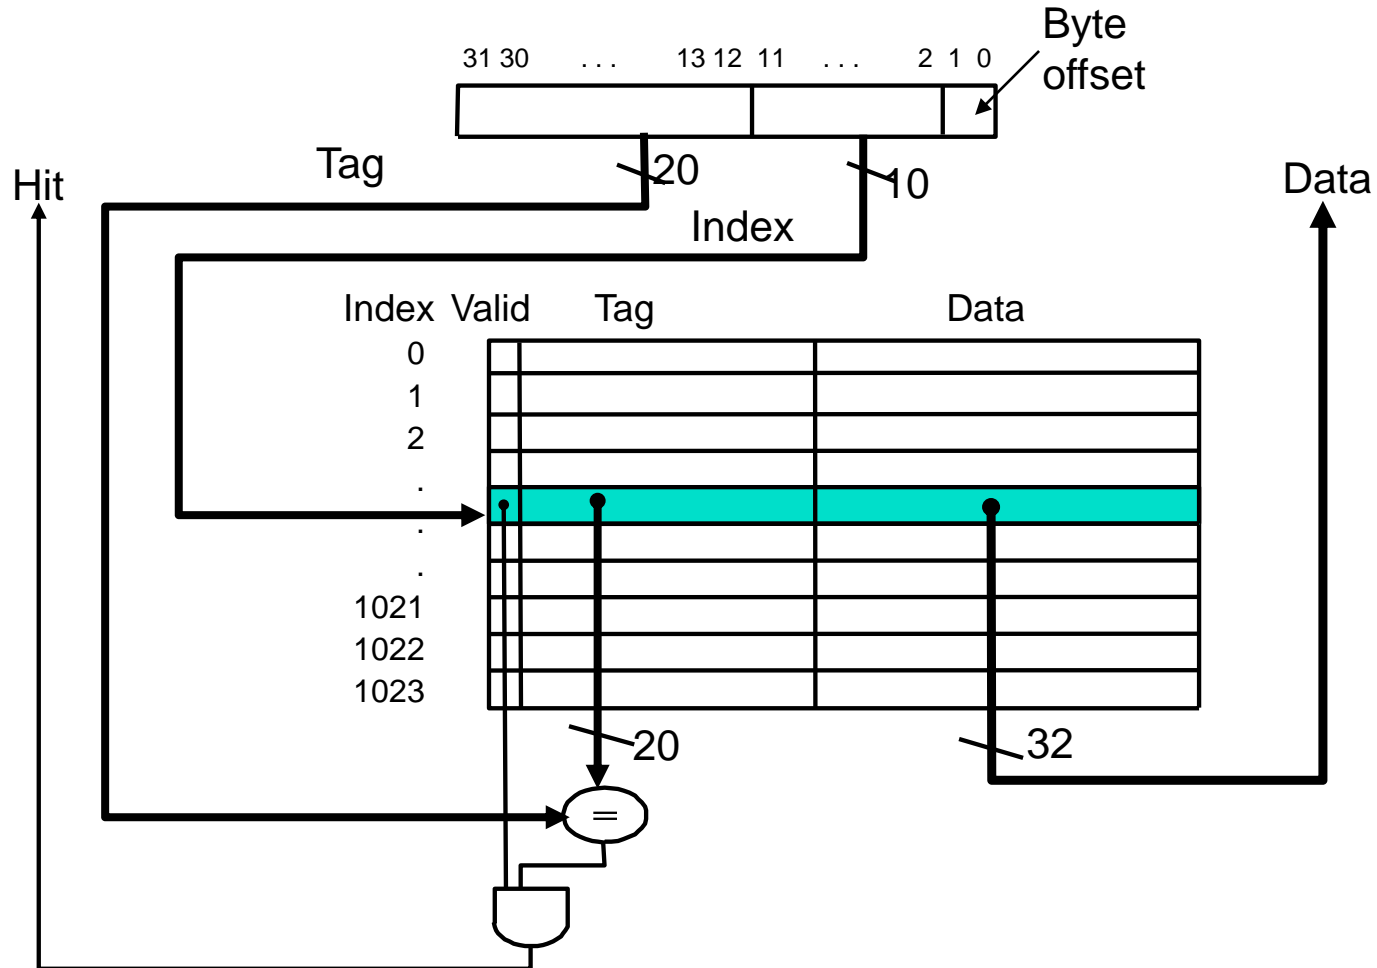 Byte
offset
31 30 . . . 13 12 11 . . . 2 1 0
Tag
20
10
Hit
Data
Index
Index Valid Tag Data
0
1
2
.
.
.
1021
1022
1023
20
32
=